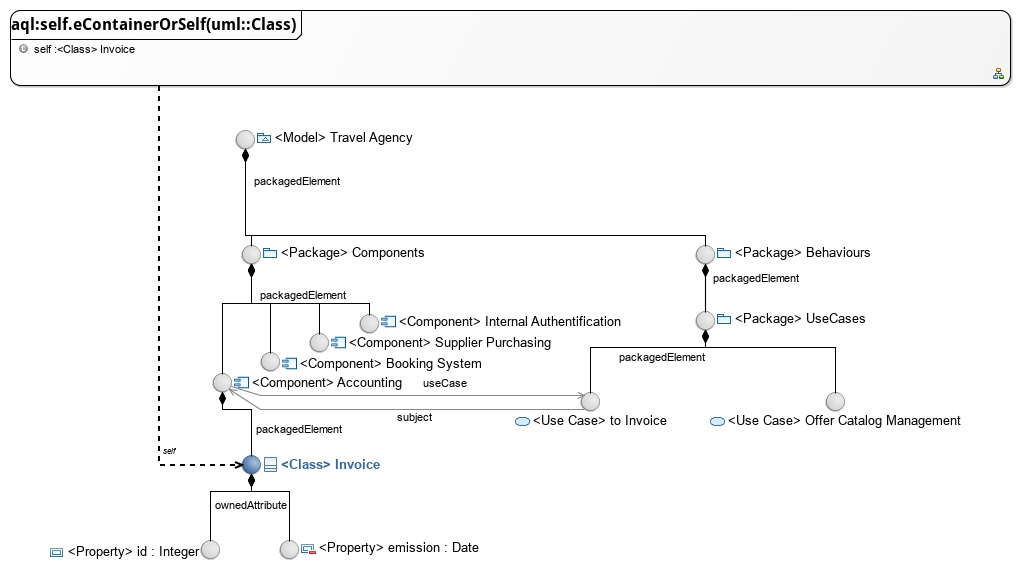 aql:self.eContainerOrSelf(uml::Class)
self :<Class> Invoice
<Model> Travel Agency
packagedElement
<Package> Components
<Package> Behaviours
packagedElement
packagedElement
<Component> Internal Authentification
<Package> UseCases
<Component> Supplier Purchasing
packagedElement
<Component> Booking System
<Component> Accounting
useCase
subject
<Use Case> to Invoice
<Use Case> Offer Catalog Management
packagedElement
self
<Class> Invoice
ownedAttribute
<Property> id : Integer
<Property> emission : Date